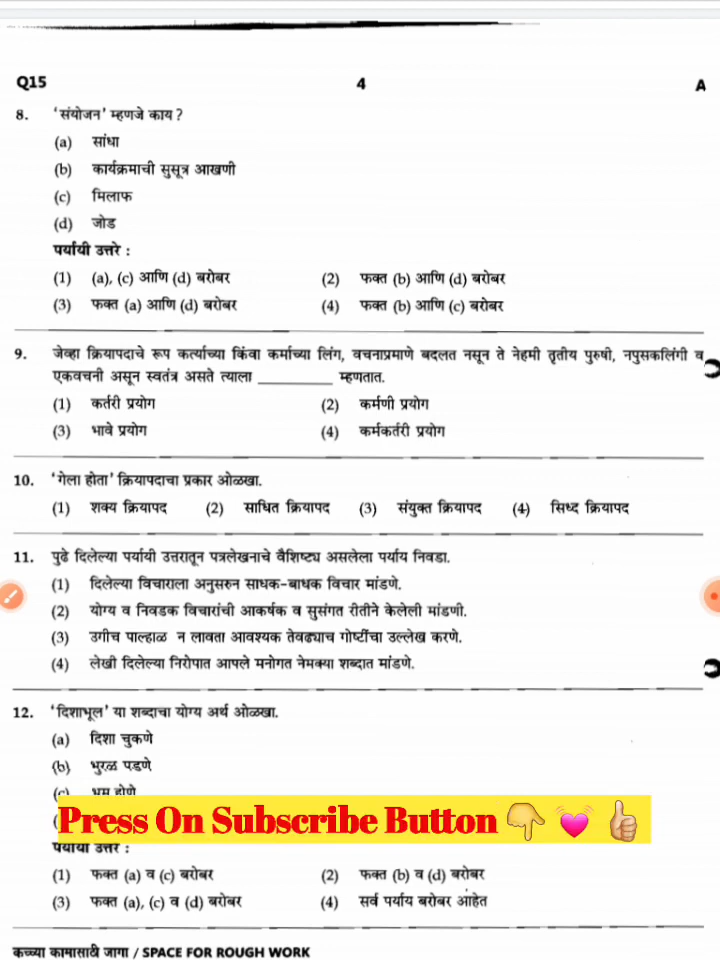 Q15 4 A
8. 'संयोजन' म्हणजे काय?
(a) सांधा
(b) कार्यक्रमाची सुसूत्र आखणी
(c) मिलाफ
(d) जोड
पर्यायी उत्तरे :
(1) (a), (c) आणि (d) बरोबर (2) फक्त (b) आणि (d) बरोबर
(3) फक्त (a) आणि (d) बरोबर (4) फक्त (b) आणि (c) बरोबर
9. जेव्हा क्रियापदाचे रूप कर्त्याच्या किंवा कर्माच्या लिंग, वचनाप्रमाणे बदलत नसून ते नेहमी तृतीय पुरुषी, नपुसकलिंगी व
एकवचनी असून स्वतंत्र असते त्याला __________ म्हणतात.
(1) कर्तरी प्रयोग (2) कर्मणी प्रयोग
(3) भावे प्रयोग (4) कर्मकर्तरी प्रयोग
10. 'गेला होता' क्रियापदाचा प्रकार ओळखा.
(1) शक्य क्रियापद (2) साधित क्रियापद (3) संयुक्त क्रियापद (4) सिध्द क्रियापद
11. पुढे दिलेल्या पर्यायी उत्तरातून पत्रलेखनाचे वैशिष्ट्य असलेला पर्याय निवडा.
(1) दिलेल्या विचाराला अनुसरुन साधक-बाधक विचार मांडणे.
(2) योग्य व निवडक विचारांची आकर्षक व सुसंगत रीतीने केलेली मांडणी.
(3) उगीच पाल्हाळ न लावता आवश्यक तेवढ्याच गोष्टींचा उल्लेख करणे.
(4) लेखी दिलेल्या निरोपात आपले मनोगत नेमक्या शब्दात मांडणे.
12. 'दिशाभूल' या शब्दाचा योग्य अर्थ ओळखा.
(a) दिशा चुकणे
(b) भुरळ पडणे
(c) भ्रम होणे
Press On Subscribe Button 👇 💓 👍
पर्यायी उत्तरे :
(1) फक्त (a) व (c) बरोबर (2) फक्त (b) व (d) बरोबर
(3) फक्त (a), (c) व (d) बरोबर (4) सर्व पर्याय बरोबर आहेत
कच्च्या कामासाठी जागा / SPACE FOR ROUGH WORK